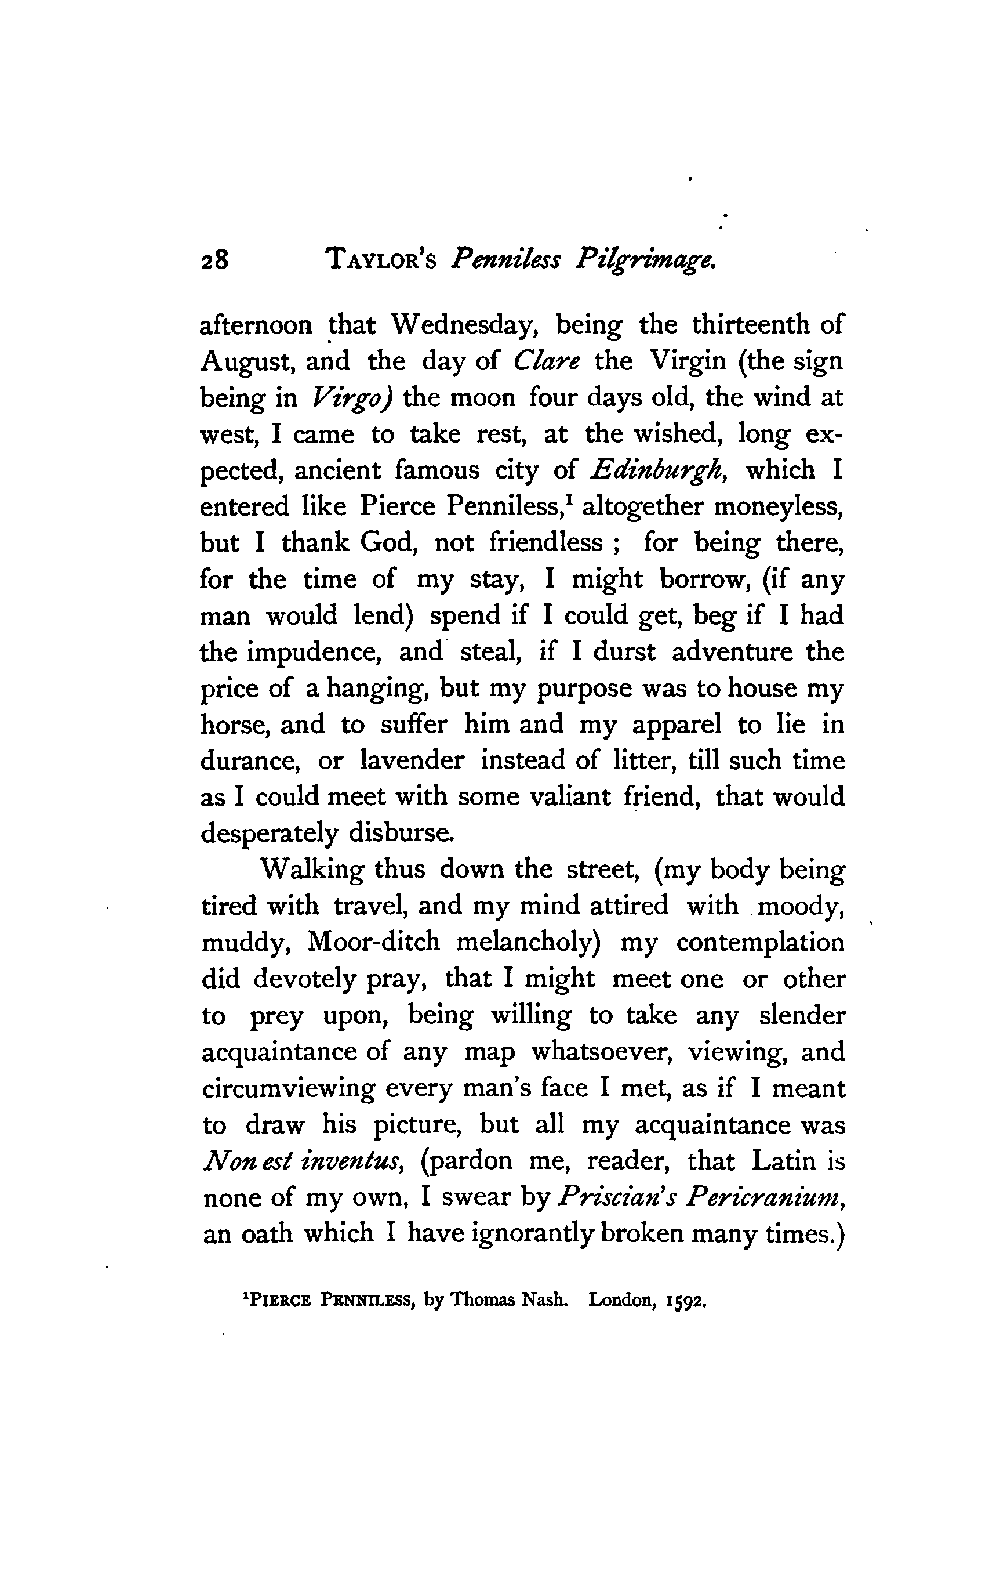 28 TAYLOR'S Penniless Pilgrimage.
afternoon that Wednesday, being the thirteenth of
August, and the day of Clare the Virgin (the sign
being in Virgo) the moon four days old, the wind at
west, I came to take rest, at the wished, long ex-
pected, ancient famous city of Edinburgh, which I
entered like Pierce Penniless,¹ altogether moneyless,
but I thank God, not friendless ; for being there,
for the time of my stay, I might borrow, (if any
man would lend) spend if I could get, beg if I had
the impudence, and steal, if I durst adventure the
price of a hanging, but my purpose was to house my
horse, and to suffer him and my apparel to lie in
durance, or lavender instead of litter, till such time
as I could meet with some valiant friend, that would
desperately disburse.
Walking thus down the street, (my body being
tired with travel, and my mind attired with moody,
muddy, Moor-ditch melancholy) my contemplation
did devotely pray, that I might meet one or other
to prey upon, being willing to take any slender
acquaintance of any map whatsoever, viewing, and
circumviewing every man's face I met, as if I meant
to draw his picture, but all my acquaintance was
Non est inventus, (pardon me, reader, that Latin is
none of my own, I swear by Priscian's Pericranium,
an oath which I have ignorantly broken many times.)
¹PIERCE PENNILESS, by Thomas Nash. London, 1592.